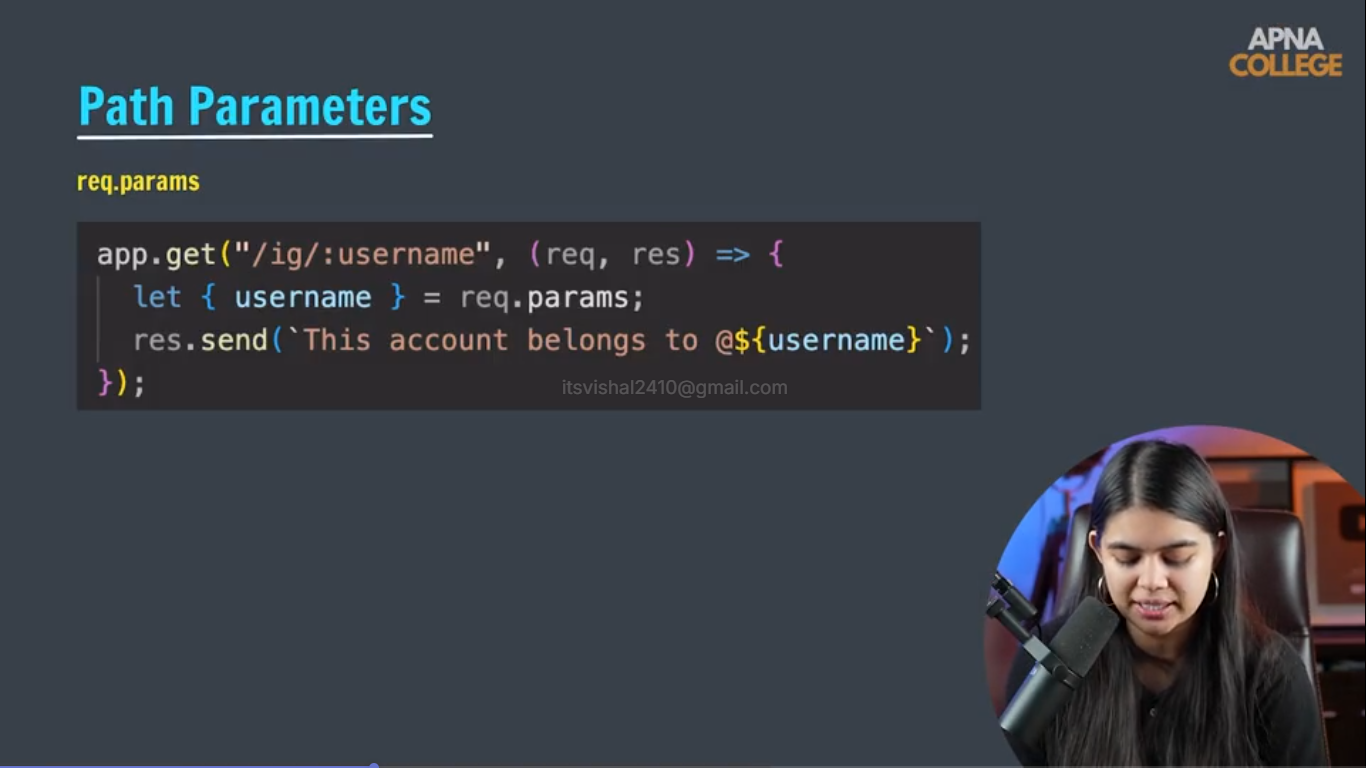 APNA
COLLEGE
Path Parameters
req.params
app.get("/ig/:username", (req, res) => {
let { username } = req.params;
res.send(`This account belongs to @${username}`);
});
itsvishal2410@gmail.com